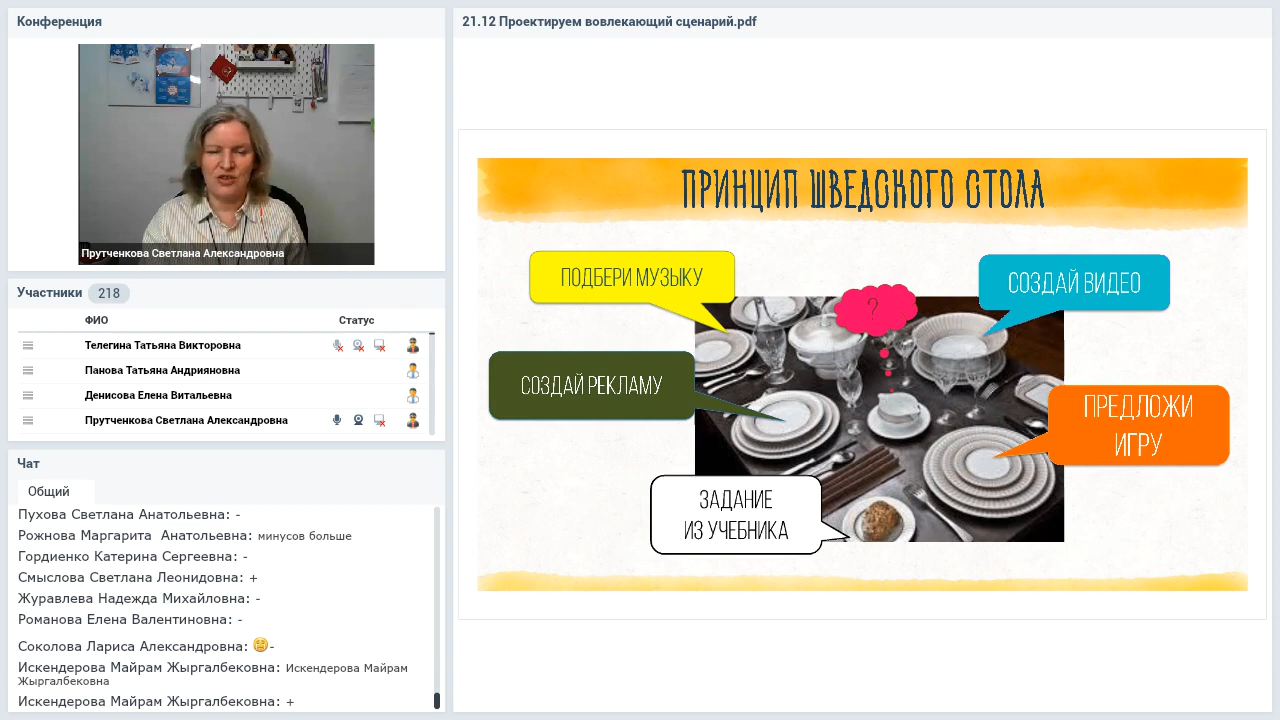 Конференция
Прутченкова Светлана Александровна
Участники 218
ФИО Статус
Телегина Татьяна Викторовна
Панова Татьяна Андрияновна
Денисова Елена Витальевна
Прутченкова Светлана Александровна
Чат
Общий
Пухова Светлана Анатольевна: -
Рожнова Маргарита Анатольевна: минусов больше
Гордиенко Катерина Сергеевна: -
Смыслова Светлана Леонидовна: +
Журавлева Надежда Михайловна: -
Романова Елена Валентиновна: -
Соколова Лариса Александровна: -
Искендерова Майрам Жыргалбековна: Искендерова Майрам
Жыргалбековна
Искендерова Майрам Жыргалбековна: +
21.12 Проектируем вовлекающий сценарий.pdf
ПРИНЦИП ШВЕДСКОГО СТОЛА
ПОДБЕРИ МУЗЫКУ
СОЗДАЙ ВИДЕО
?
СОЗДАЙ РЕКЛАМУ
ПРЕДЛОЖИ
ИГРУ
ЗАДАНИЕ
ИЗ УЧЕБНИКА